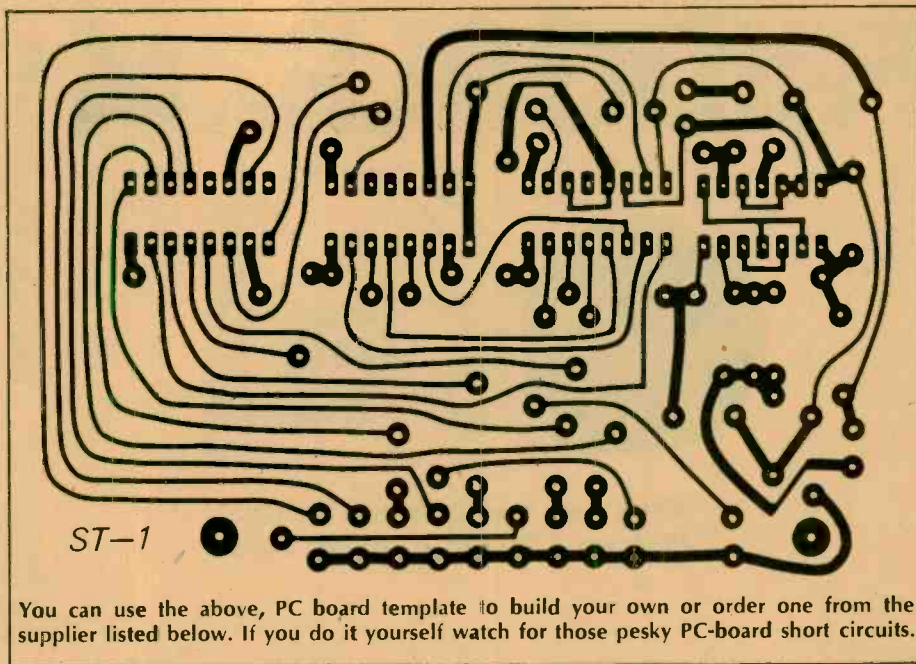 ST-1
You can use the above, PC board template to build your own or order one from the
supplier listed below. If you do it yourself watch for those pesky PC-board short circuits.